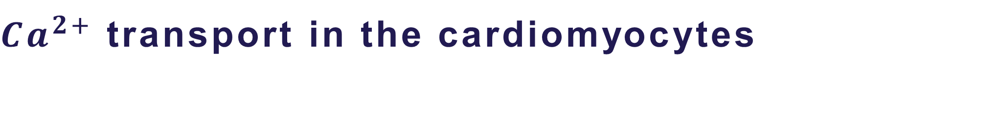 Ca²⁺ transport in the cardiomyocytes